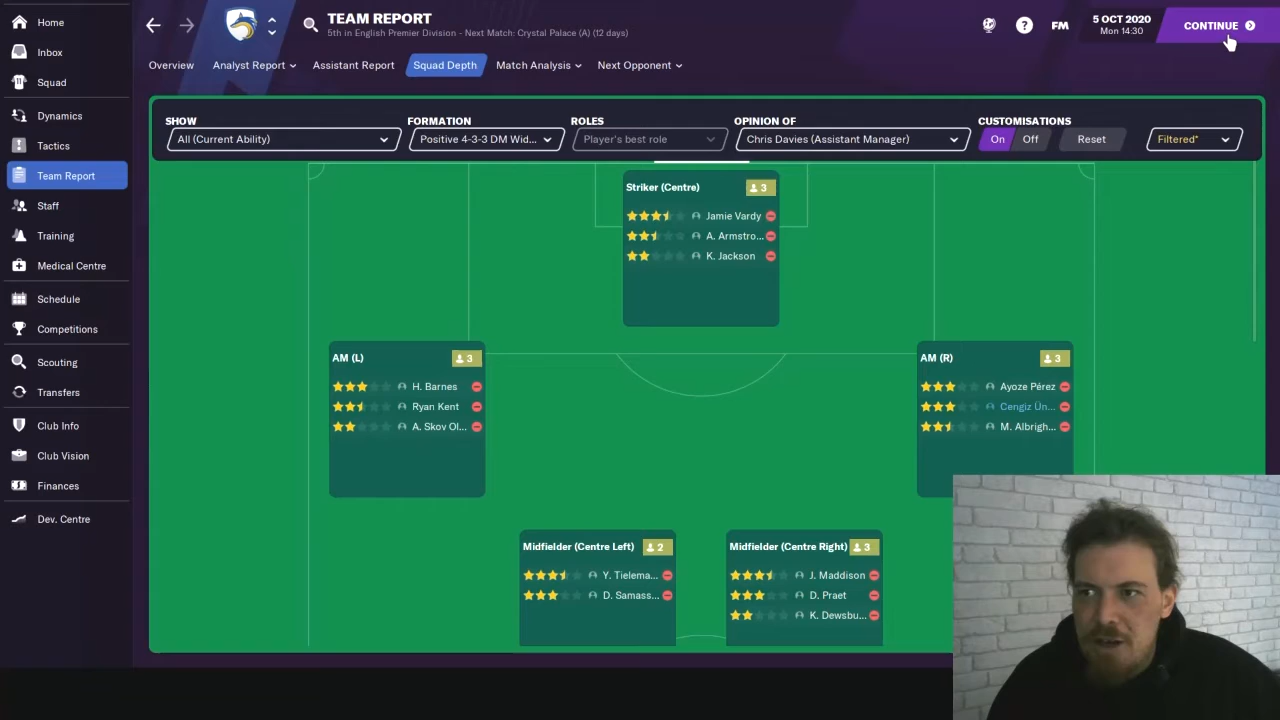 Home
Inbox
Squad
Dynamics
Tactics
Team Report
Staff
Training
Medical Centre
Schedule
Competitions
Scouting
Transfers
Club Info
Club Vision
Finances
Dev. Centre
TEAM REPORT
5th in English Premier Division - Next Match: Crystal Palace (A) (12 days)
FM
5 OCT 2020
Mon 14:30
CONTINUE
Overview
Analyst Report
Assistant Report
Squad Depth
Match Analysis
Next Opponent
SHOW
All (Current Ability)
FORMATION
Positive 4-3-3 DM Wid...
ROLES
Player's best role
OPINION OF
Chris Davies (Assistant Manager)
CUSTOMISATIONS
On
Off
Reset
Filtered*
Striker (Centre)
3
Jamie Vardy
A. Armstro...
K. Jackson
AM (L)
3
H. Barnes
Ryan Kent
A. Skov Ol...
AM (R)
3
Ayoze Pérez
Cengiz Ün...
M. Albrigh...
Midfielder (Centre Left)
2
Y. Tielema...
D. Samass...
Midfielder (Centre Right)
3
J. Maddison
D. Praet
K. Dewsbu...